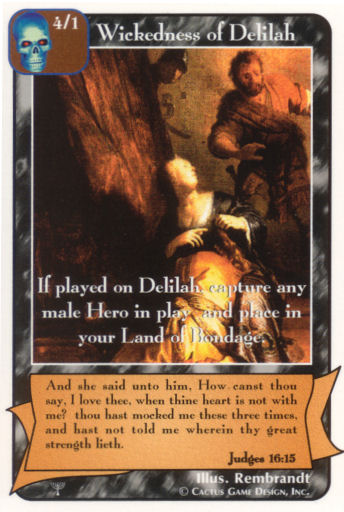 4/1
Wickedness of Delilah
If played on Delilah, capture any
male Hero in play, and place in
your Land of Bondage.
And she said unto him, How canst thou
say, I love thee, when thine heart is not with
me? thou hast mocked me these three times,
and hast not told me wherein thy great
strength lieth.
Judges 16:15
Illus. Rembrandt
© Cactus Game Design, Inc.